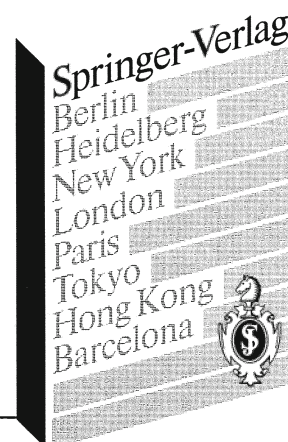 Springer-Verlag
Berlin
Heidelberg
New York
London
Paris
Tokyo
Hong Kong
Barcelona